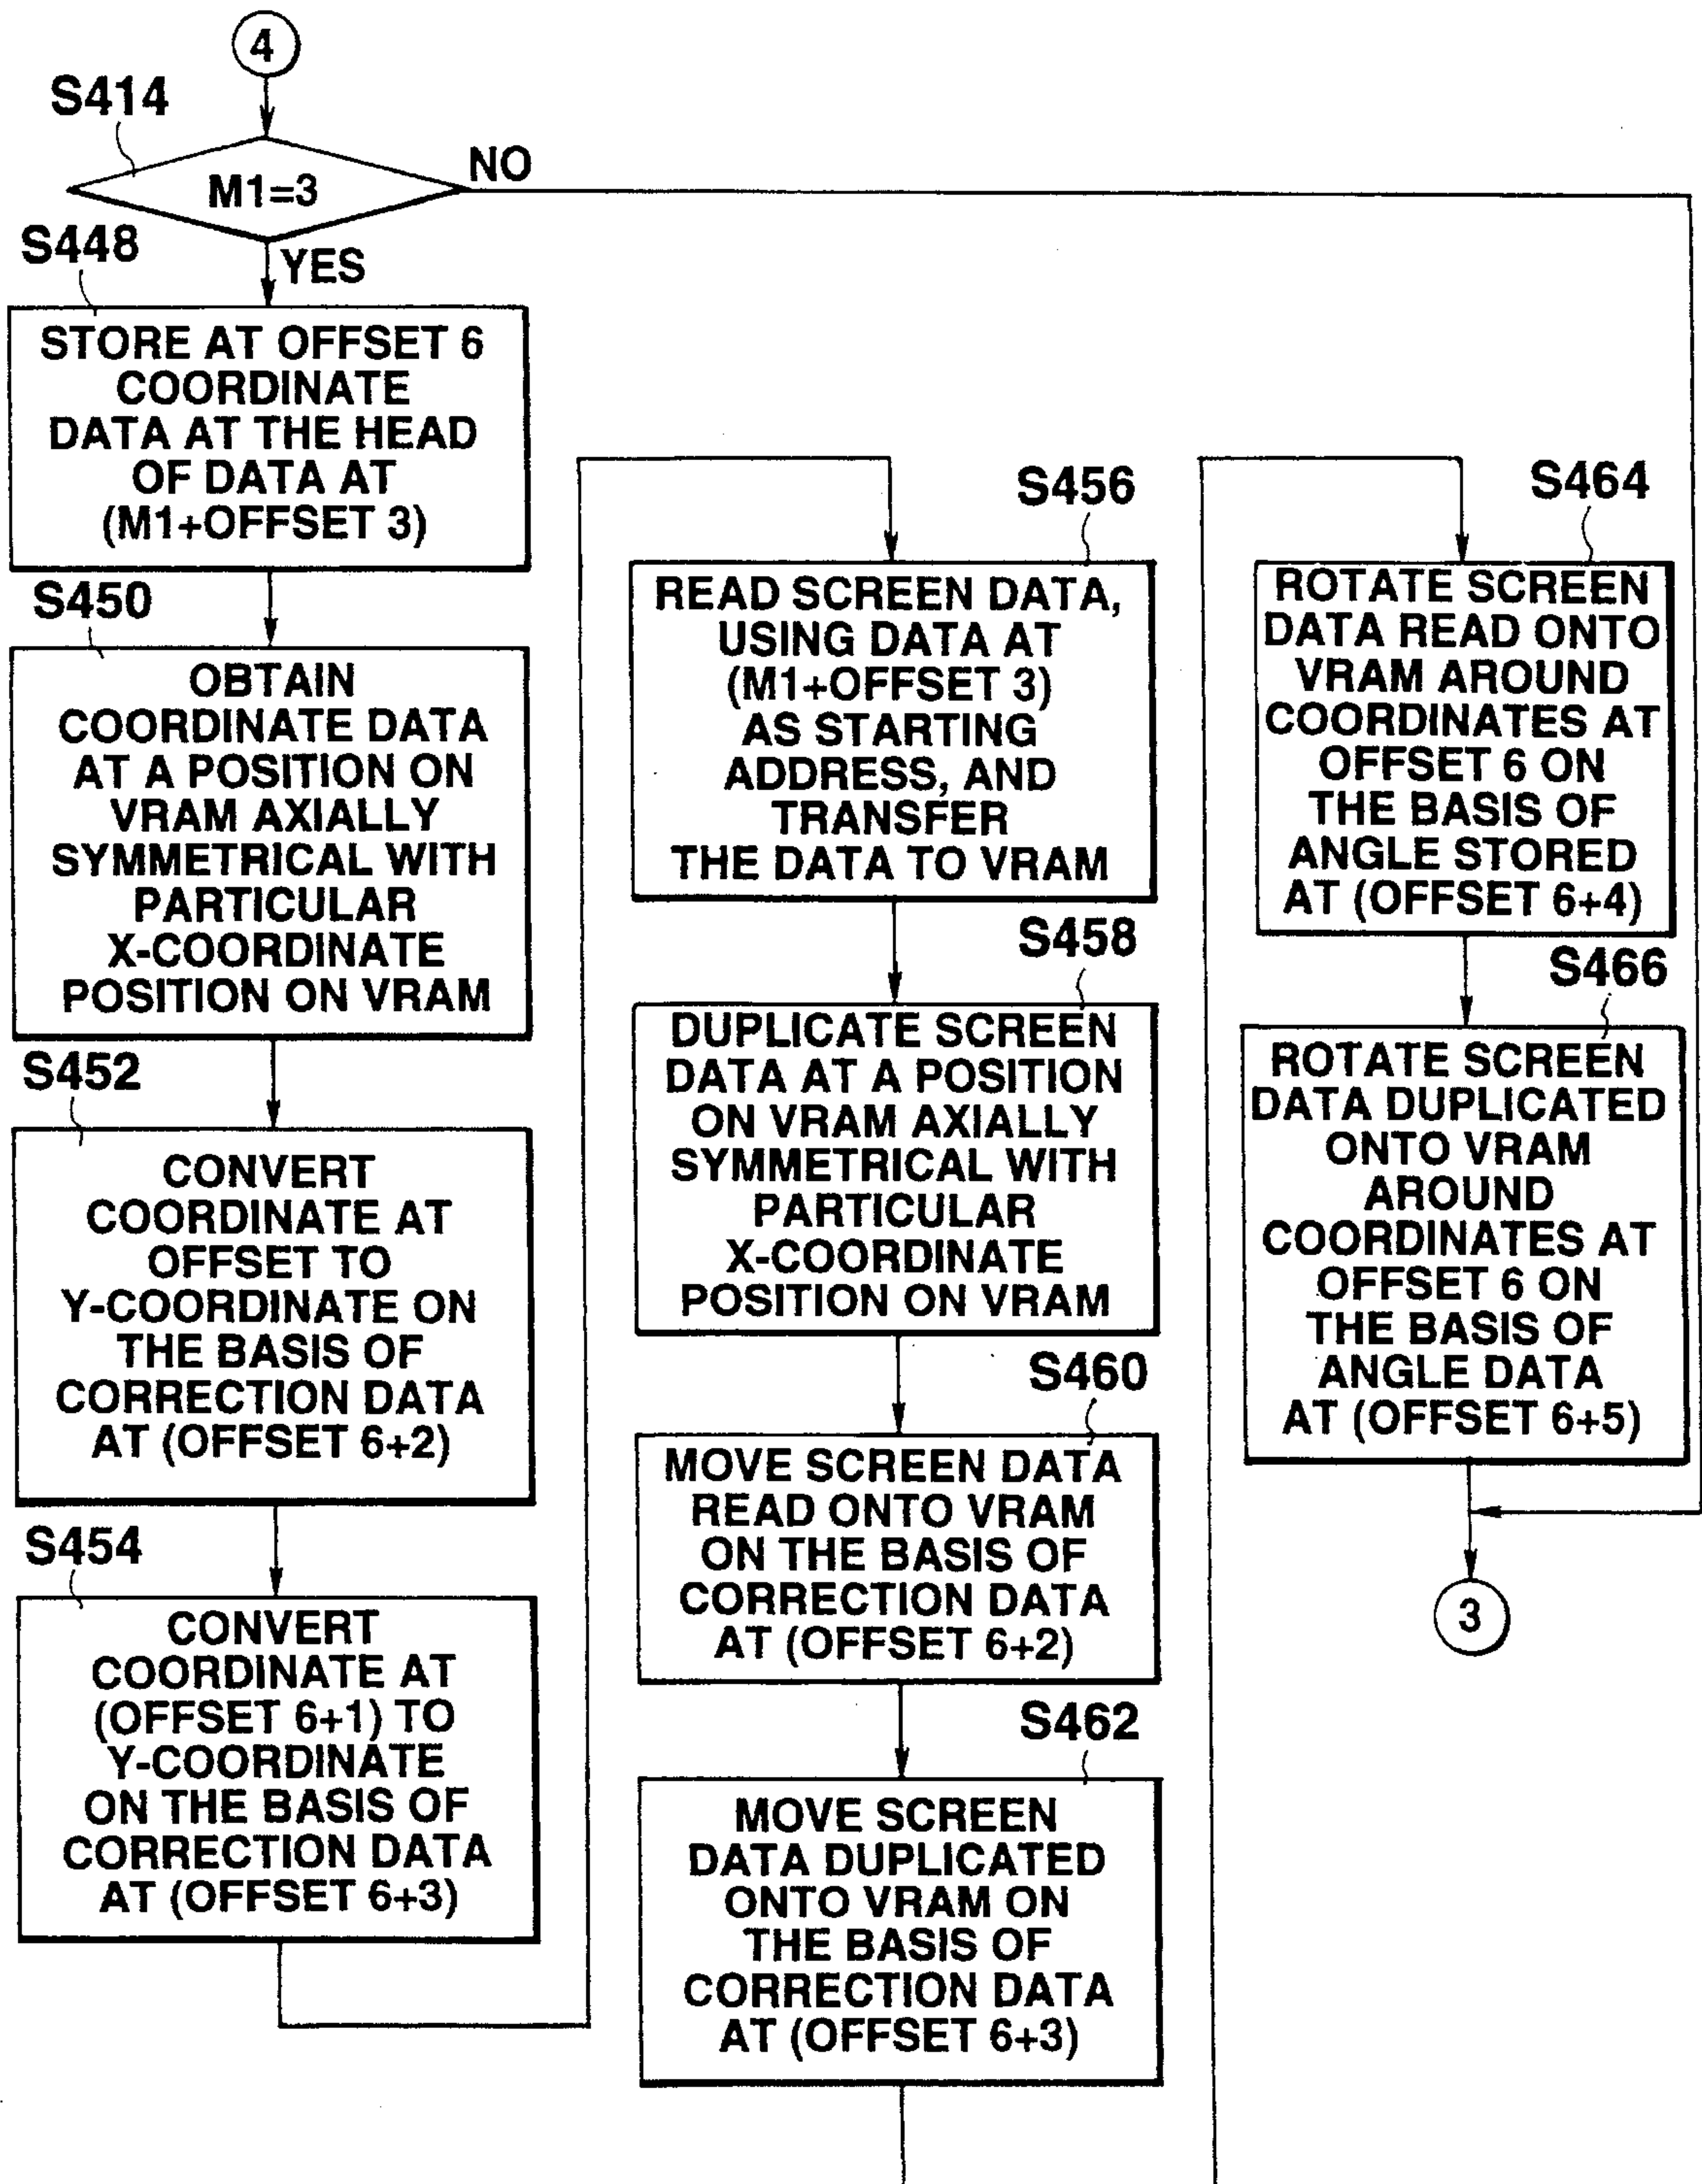 4
S414
M1=3
NO
YES
S448
STORE AT OFFSET 6
COORDINATE
DATA AT THE HEAD
OF DATA AT
(M1+OFFSET 3)
S450
OBTAIN
COORDINATE DATA
AT A POSITION ON
VRAM AXIALLY
SYMMETRICAL WITH
PARTICULAR
X-COORDINATE
POSITION ON VRAM
S452
CONVERT
COORDINATE AT
OFFSET TO
Y-COORDINATE ON
THE BASIS OF
CORRECTION DATA
AT (OFFSET 6+2)
S454
CONVERT
COORDINATE AT
(OFFSET 6+1) TO
Y-COORDINATE
ON THE BASIS OF
CORRECTION DATA
AT (OFFSET 6+3)
S456
READ SCREEN DATA,
USING DATA AT
(M1+OFFSET 3)
AS STARTING
ADDRESS, AND
TRANSFER
THE DATA TO VRAM
S458
DUPLICATE SCREEN
DATA AT A POSITION
ON VRAM AXIALLY
SYMMETRICAL WITH
PARTICULAR
X-COORDINATE
POSITION ON VRAM
S460
MOVE SCREEN DATA
READ ONTO VRAM
ON THE BASIS OF
CORRECTION DATA
AT (OFFSET 6+2)
S462
MOVE SCREEN
DATA DUPLICATED
ONTO VRAM ON
THE BASIS OF
CORRECTION DATA
AT (OFFSET 6+3)
S464
ROTATE SCREEN
DATA READ ONTO
VRAM AROUND
COORDINATES AT
OFFSET 6 ON
THE BASIS OF
ANGLE STORED
AT (OFFSET 6+4)
S466
ROTATE SCREEN
DATA DUPLICATED
ONTO VRAM
AROUND
COORDINATES AT
OFFSET 6 ON
THE BASIS OF
ANGLE DATA
AT (OFFSET 6+5)
3